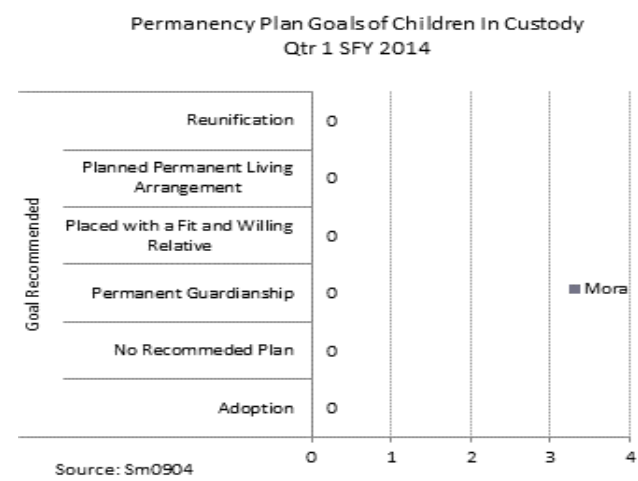 Permanency Plan Goals of Children In Custody
Qtr 1 SFY 2014
Goal Recommended
Reunification 0
Planned Permanent Living
Arrangement 0
Placed with a Fit and Willing
Relative 0
Permanent Guardianship 0
No Recommeded Plan 0
Adoption 0
Mora
0 1 2 3 4
Source: Sm0904